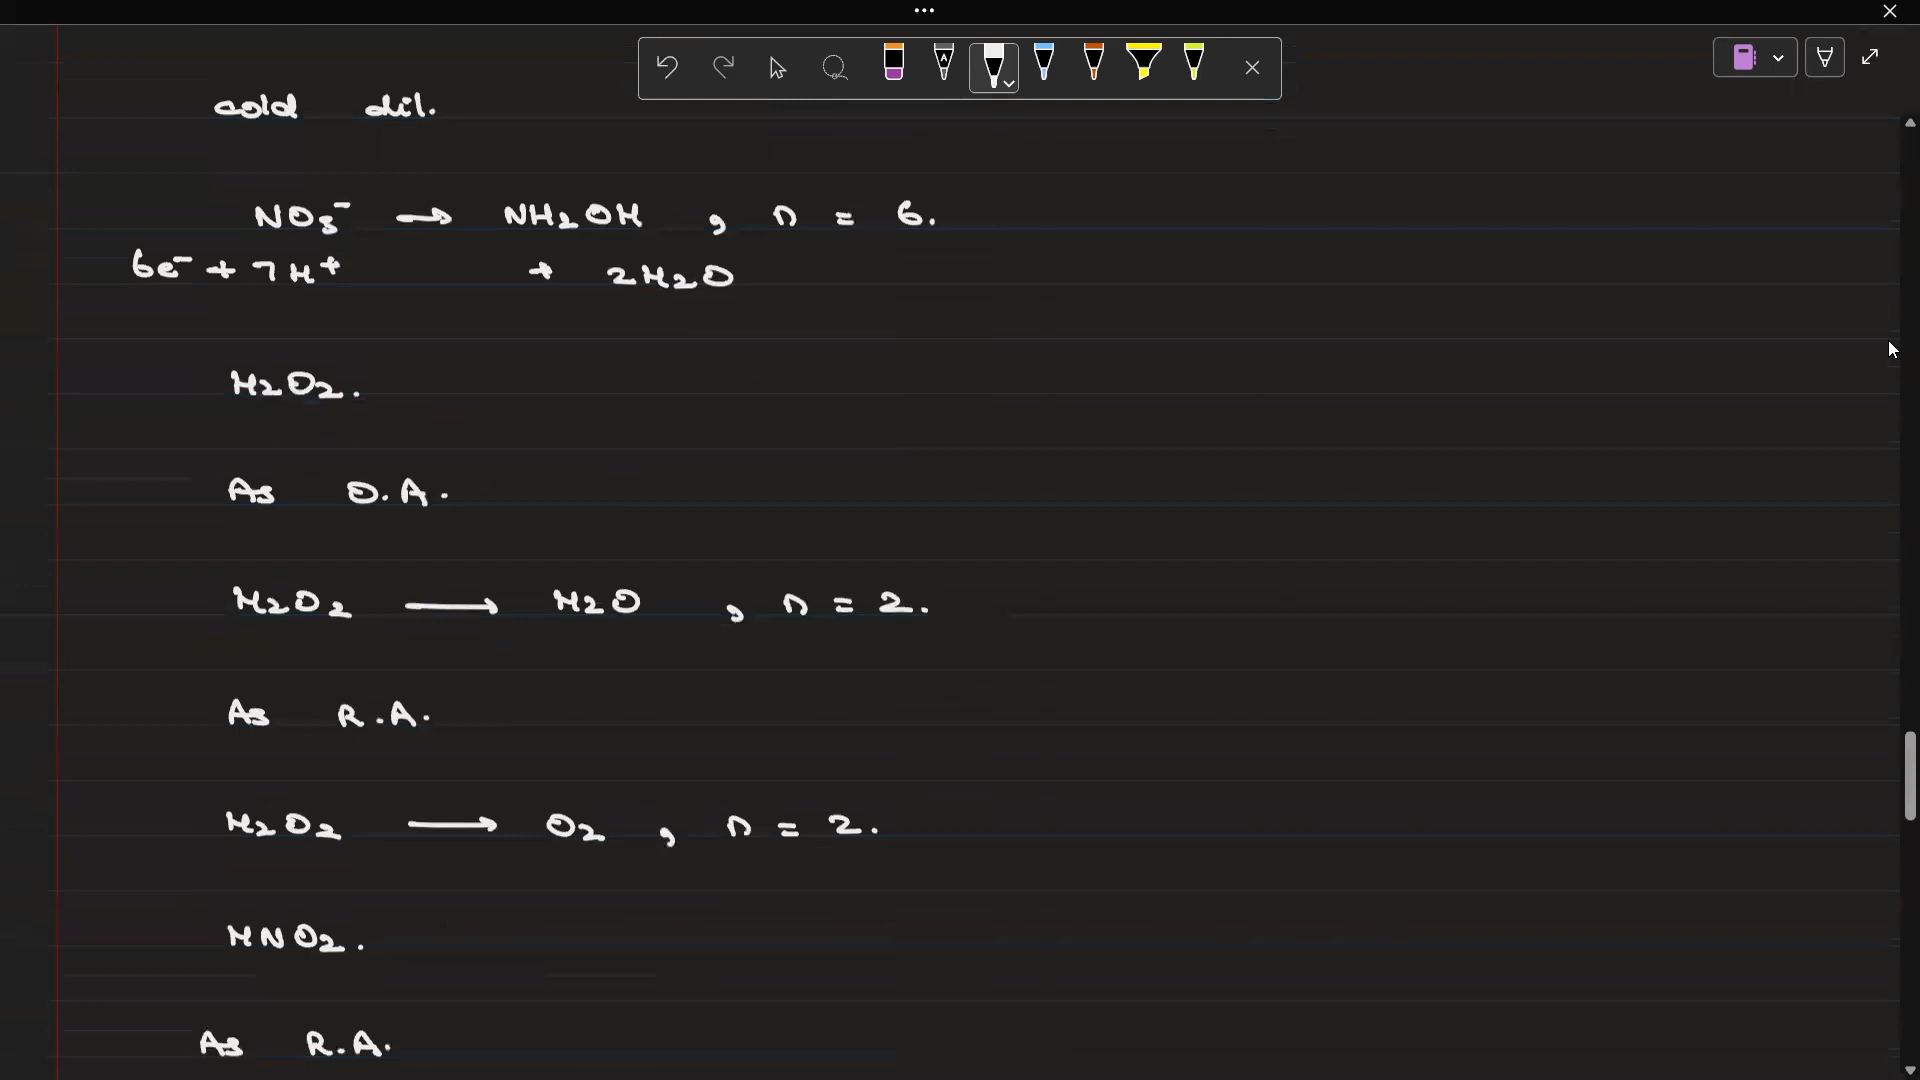 cold dil.
NO₃⁻ → NH₂OH , n = 6.
6e⁻ + 7H⁺ + 2H₂O
H₂O₂.
As O.A.
H₂O₂ → H₂O , n = 2.
As R.A.
H₂O₂ → O₂ , n = 2.
HNO₂.
As R.A.